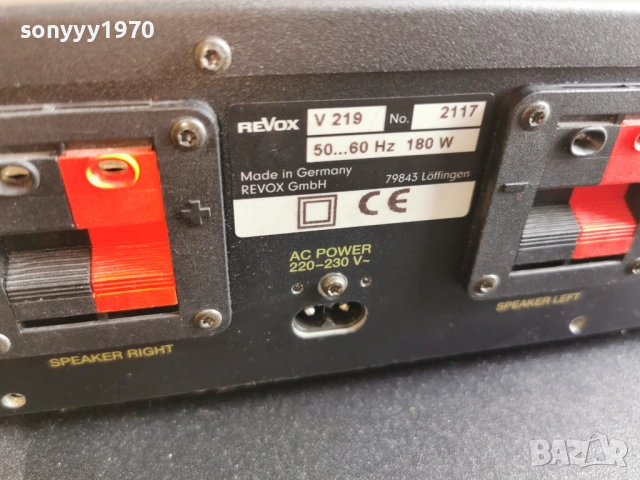 sonyyy1970
REVOX V 219 No. 2117
50...60 Hz 180 W
Made in Germany
REVOX GmbH 79843 Löffingen
CE
AC POWER
220-230 V~
+
-
SPEAKER RIGHT
SPEAKER LEFT
BAZAR